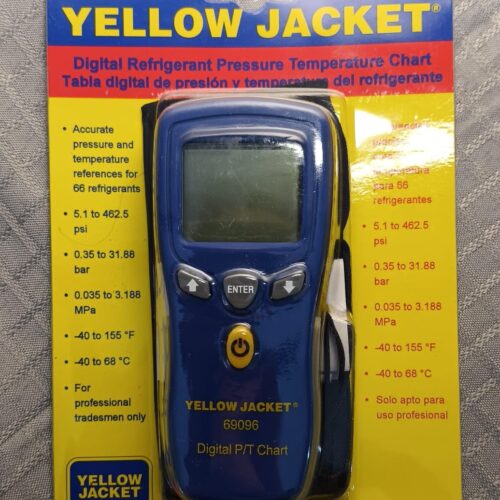 YELLOW JACKET®
Digital Refrigerant Pressure Temperature Chart
Tabla digital de presión y temperatura del rofrigerante
• Accurate
pressure and
temperature
references for
66 refrigerants
• 5.1 to 462.5
psi
• 0.35 to 31.88
bar
• 0.035 to 3.188
MPa
• -40 to 155 °F
• -40 to 68 °C
• For
professional
tradesmen only
YELLOW
JACKET
ENTER
YELLOW JACKET®
69096
Digital P/T Chart
para 66
refrigerantes
• 5.1 to 462.5
psi
• 0.35 to 31.88
bar
• 0.035 to 3.188
MPa
• -40 to 155 °F
• -40 to 68 °C
• Solo apto para
uso profesional